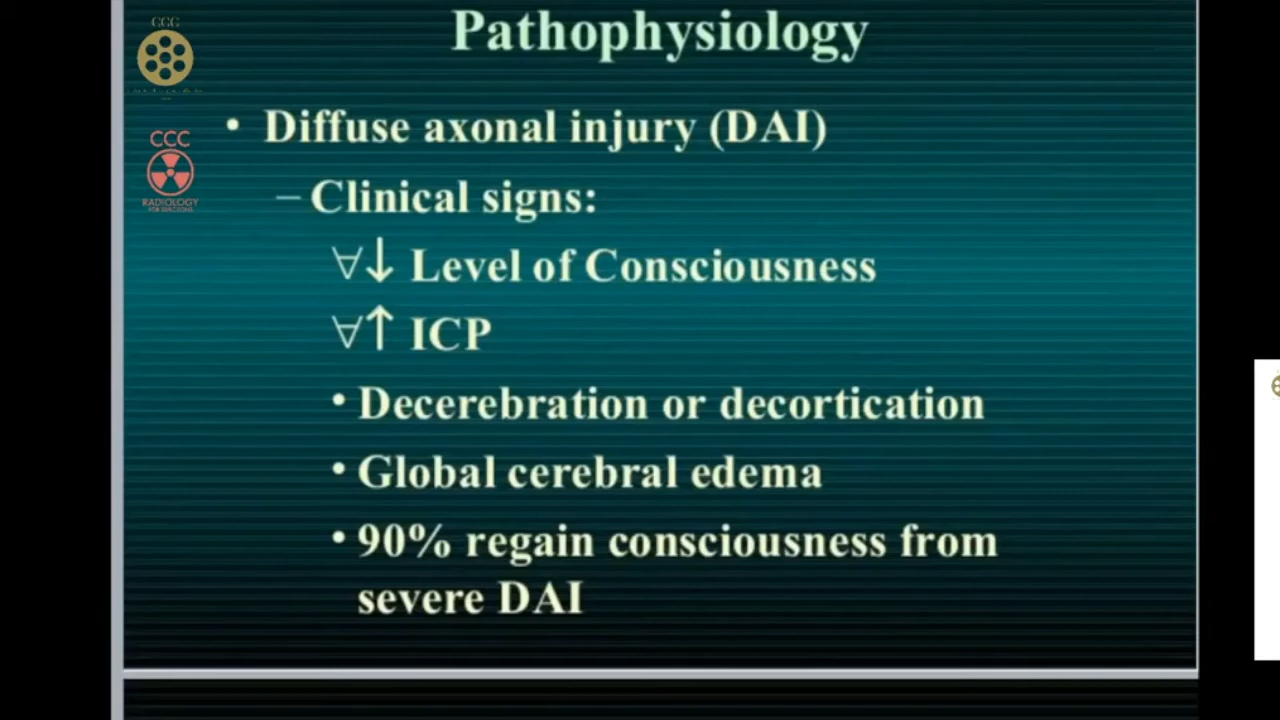 CCC
Pathophysiology
• Diffuse axonal injury (DAI)
CCC
RADIOLOGY
– Clinical signs:
∀↓ Level of Consciousness
∀↑ ICP
• Decerebration or decortication
• Global cerebral edema
• 90% regain consciousness from
severe DAI